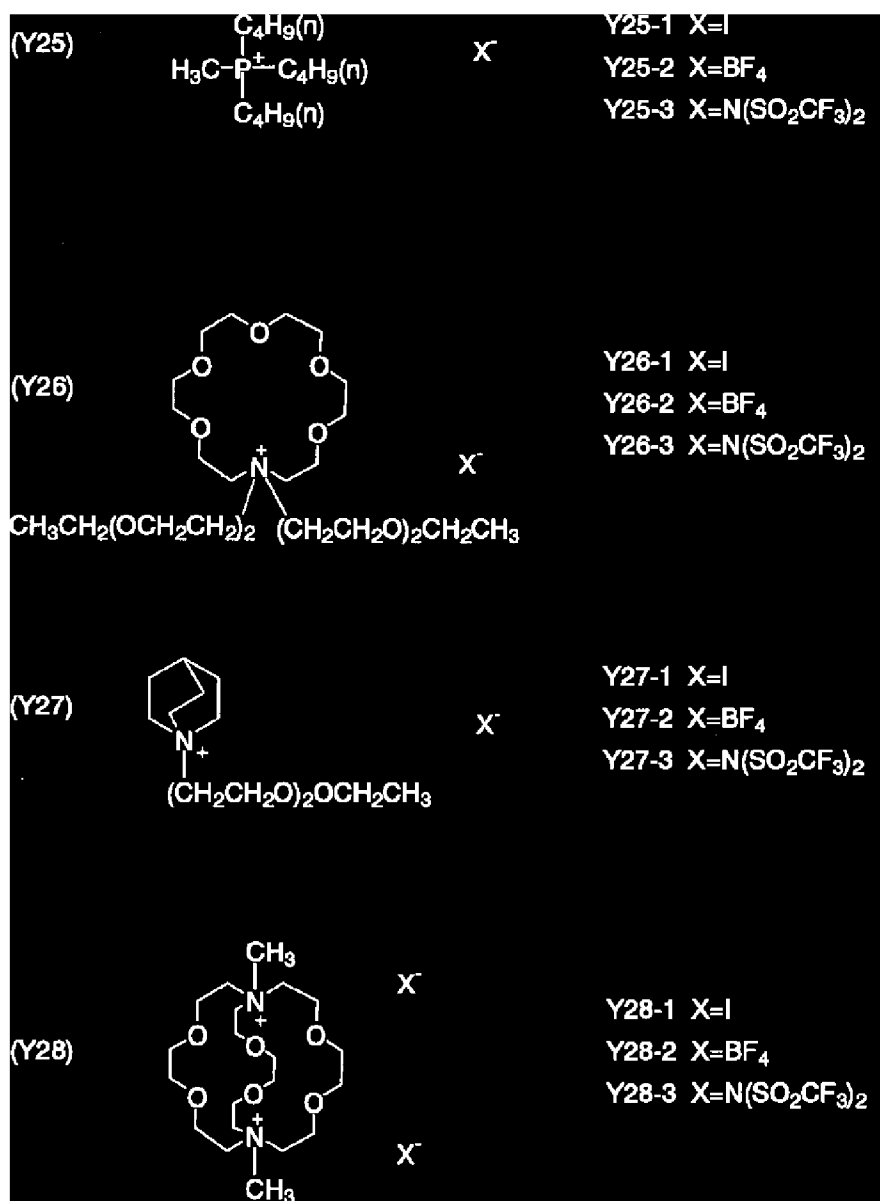 (Y25)
C₄H₉(n)
H₃C-P⁺-C₄H₉(n)
C₄H₉(n)
X⁻
Y25-1 X=I
Y25-2 X=BF₄
Y25-3 X=N(SO₂CF₃)₂
(Y26)
O
O O
O O
N⁺
CH₃CH₂(OCH₂CH₂)₂ (CH₂CH₂O)₂CH₂CH₃
X⁻
Y26-1 X=I
Y26-2 X=BF₄
Y26-3 X=N(SO₂CF₃)₂
(Y27)
N⁺
(CH₂CH₂O)₂OCH₂CH₃
X⁻
Y27-1 X=I
Y27-2 X=BF₄
Y27-3 X=N(SO₂CF₃)₂
(Y28)
CH₃
N⁺
O O O
O O O
N⁺
CH₃
X⁻
X⁻
Y28-1 X=I
Y28-2 X=BF₄
Y28-3 X=N(SO₂CF₃)₂